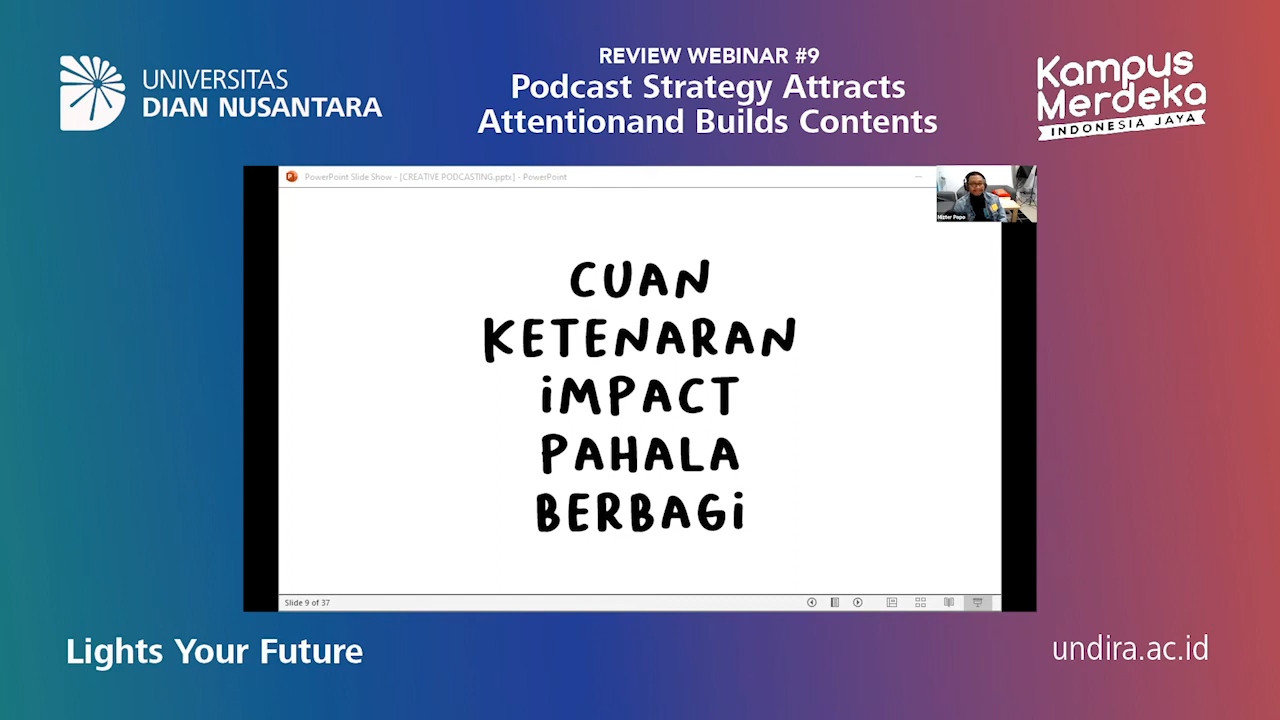 UNIVERSITAS
DIAN NUSANTARA
REVIEW WEBINAR #9
Podcast Strategy Attracts
Attentionand Builds Contents
Kampus
Merdeka
INDONESIA JAYA
PowerPoint Slide Show - [CREATIVE PODCASTING.pptx] - PowerPoint
Mizter Popo
CUAN
KETENARAN
iMPACT
PAHALA
BERBAGi
Slide 9 of 37
Lights Your Future
undira.ac.id